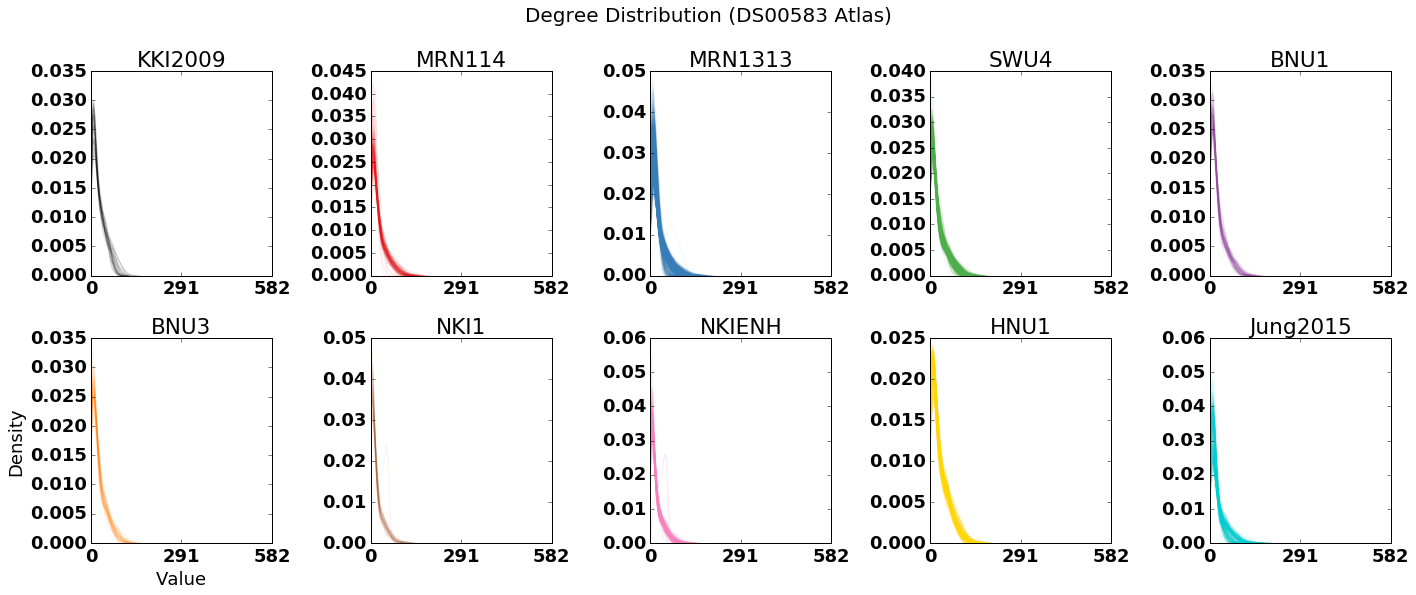 Degree Distribution (DS00583 Atlas)
KKI2009 MRN114 MRN1313 SWU4 BNU1
0.035 0.045 0.05 0.040 0.035
0.030 0.040 0.04 0.035 0.030
0.025 0.035 0.03 0.030 0.025
0.020 0.030 0.02 0.025 0.020
0.015 0.025 0.01 0.020 0.015
0.010 0.020 0.00 0.015 0.010
0.005 0.015 0.010 0.005
0.000 0.010 0.005 0.000
0.005 0.000
0.000
0 291 582 0 291 582 0 291 582 0 291 582 0 291 582
BNU3 NKI1 NKIENH HNU1 Jung2015
0.035 0.05 0.06 0.025 0.06
0.030 0.04 0.05 0.020 0.05
0.025 0.03 0.04 0.015 0.04
0.020 0.02 0.03 0.010 0.03
0.015 0.01 0.02 0.005 0.02
0.010 0.00 0.01 0.000 0.01
0.005 0.00 0.00
0.000
Density
0 291 582 0 291 582 0 291 582 0 291 582 0 291 582
Value